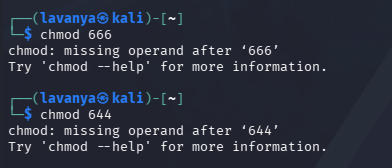 ┌──(lavanya㉿kali)-[~]
└─$ chmod 666
chmod: missing operand after ‘666’
Try 'chmod --help' for more information.
┌──(lavanya㉿kali)-[~]
└─$ chmod 644
chmod: missing operand after ‘644’
Try 'chmod --help' for more information.